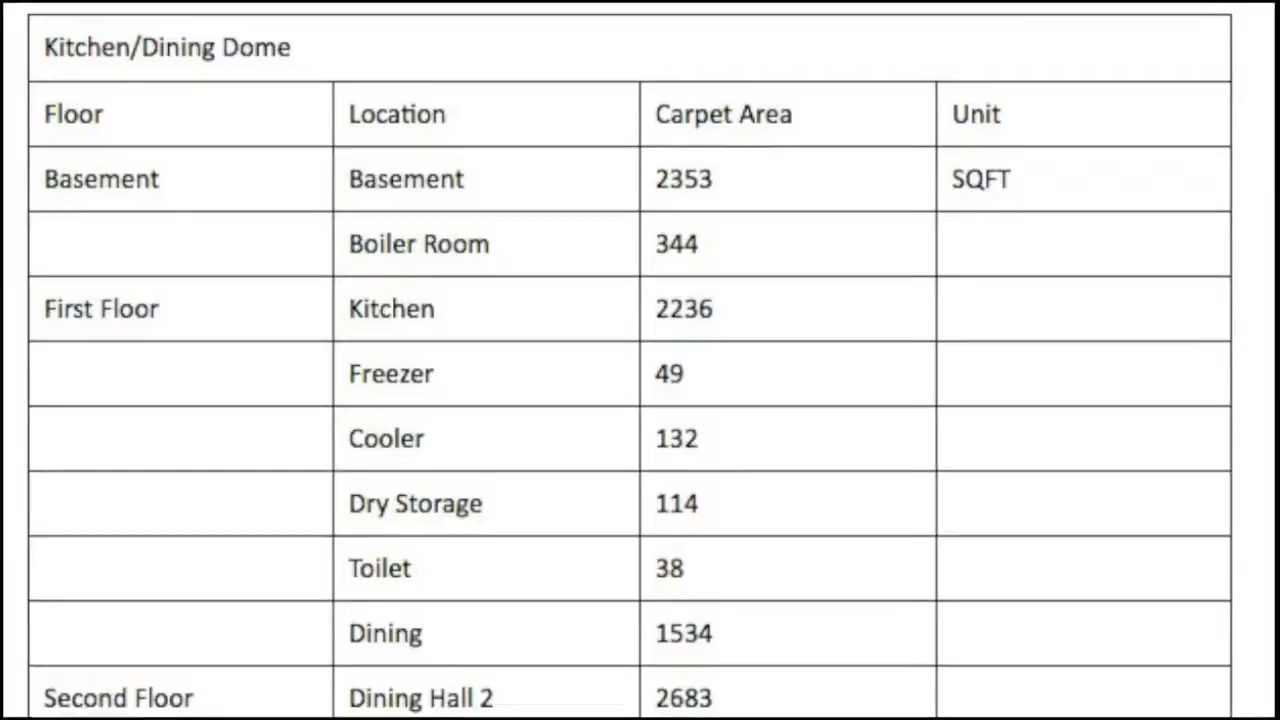 Kitchen/Dining Dome
Floor Location Carpet Area Unit
Basement Basement 2353 SQFT
Boiler Room 344
First Floor Kitchen 2236
Freezer 49
Cooler 132
Dry Storage 114
Toilet 38
Dining 1534
Second Floor Dining Hall 2 2683